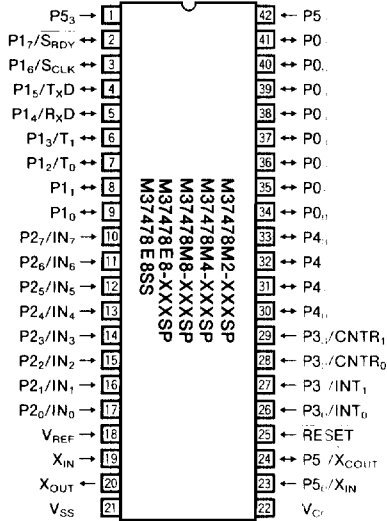 P5₃ ↔ 1
P1₇/S̅R̅D̅Y̅ ↔ 2
P1₆/SCLK ↔ 3
P1₅/TXD ↔ 4
P1₄/RXD ↔ 5
P1₃/T₁ ↔ 6
P1₂/T₀ ↔ 7
P1₁ ↔ 8
P1₀ ↔ 9
P2₇/IN₇ ↔ 10
P2₆/IN₆ ↔ 11
P2₅/IN₅ ↔ 12
P2₄/IN₄ ↔ 13
P2₃/IN₃ ↔ 14
P2₂/IN₂ ↔ 15
P2₁/IN₁ ↔ 16
P2₀/IN₀ ↔ 17
VREF → 18
XIN → 19
XOUT ← 20
VSS 21
M37478M2-XXXSP
M37478M4-XXXSP
M37478M8-XXXSP
M37478E8-XXXSP
M37478E8SS
42 ← P5
41 ↔ P0
40 ↔ P0
39 ↔ P0
38 ↔ P0
37 ↔ P0
36 ↔ P0
35 ↔ P0
34 ↔ P0
33 ↔ P4
32 ↔ P4
31 ↔ P4
30 ↔ P4
29 ← P3/CNTR₁
28 ← P3/CNTR₀
27 ← P3/INT₁
26 ← P3/INT₀
25 ← R̅E̅S̅E̅T̅
24 ↔ P5/XCOUT
23 ← P5/XIN
22